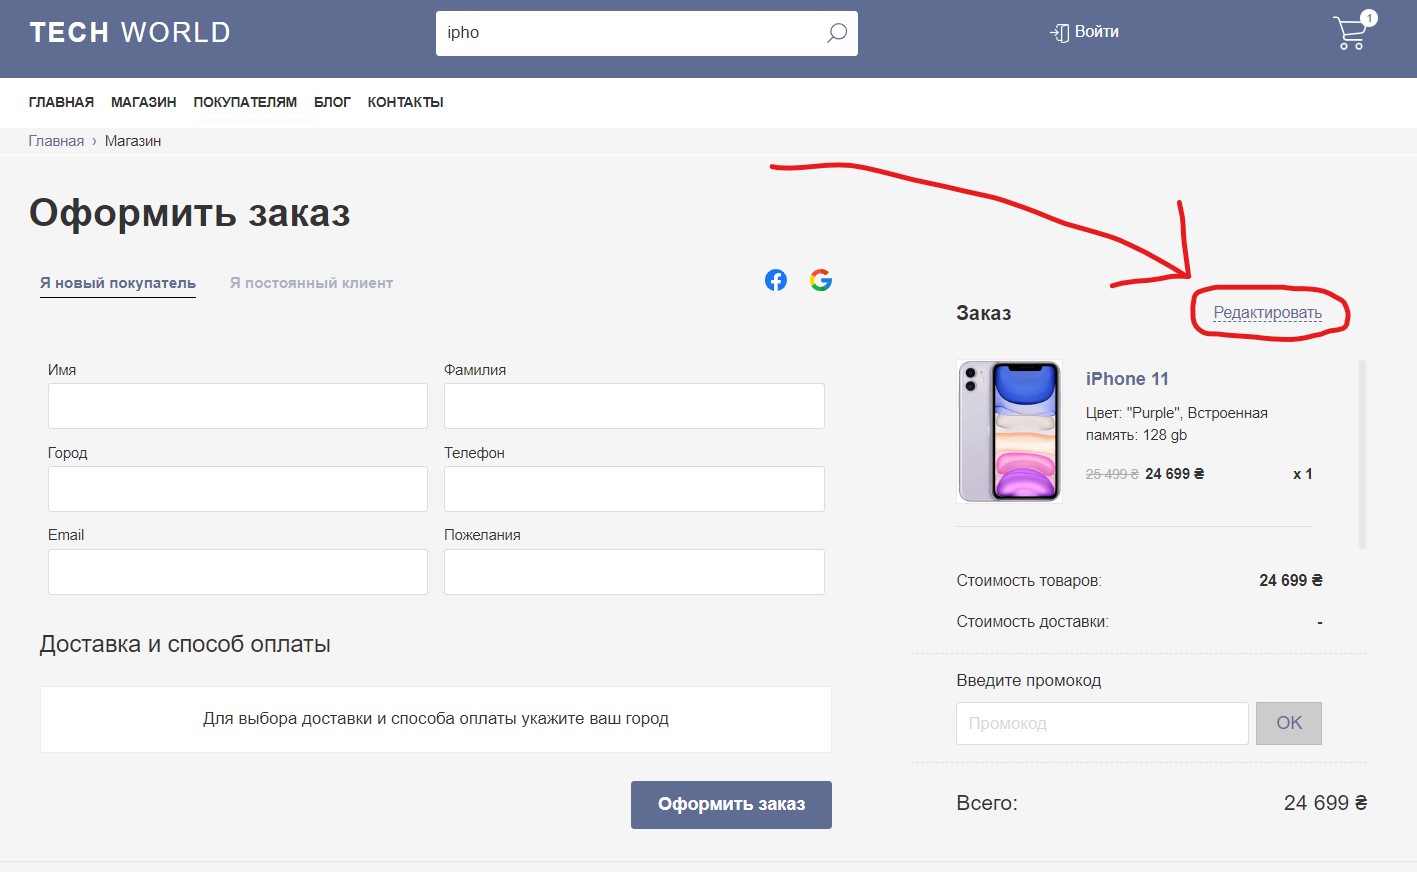 TECH WORLD
ipho
Войти
1
ГЛАВНАЯ МАГАЗИН ПОКУПАТЕЛЯМ БЛОГ КОНТАКТЫ
Главная › Магазин
Оформить заказ
Я новый покупатель Я постоянный клиент
Имя
Фамилия
Город
Телефон
Email
Пожелания
Доставка и способ оплаты
Для выбора доставки и способа оплаты укажите ваш город
Оформить заказ
Заказ
Редактировать
iPhone 11
Цвет: "Purple", Встроенная
память: 128 gb
25 499 ₴ 24 699 ₴ x 1
Стоимость товаров: 24 699 ₴
Стоимость доставки: -
Введите промокод
Промокод OK
Всего: 24 699 ₴